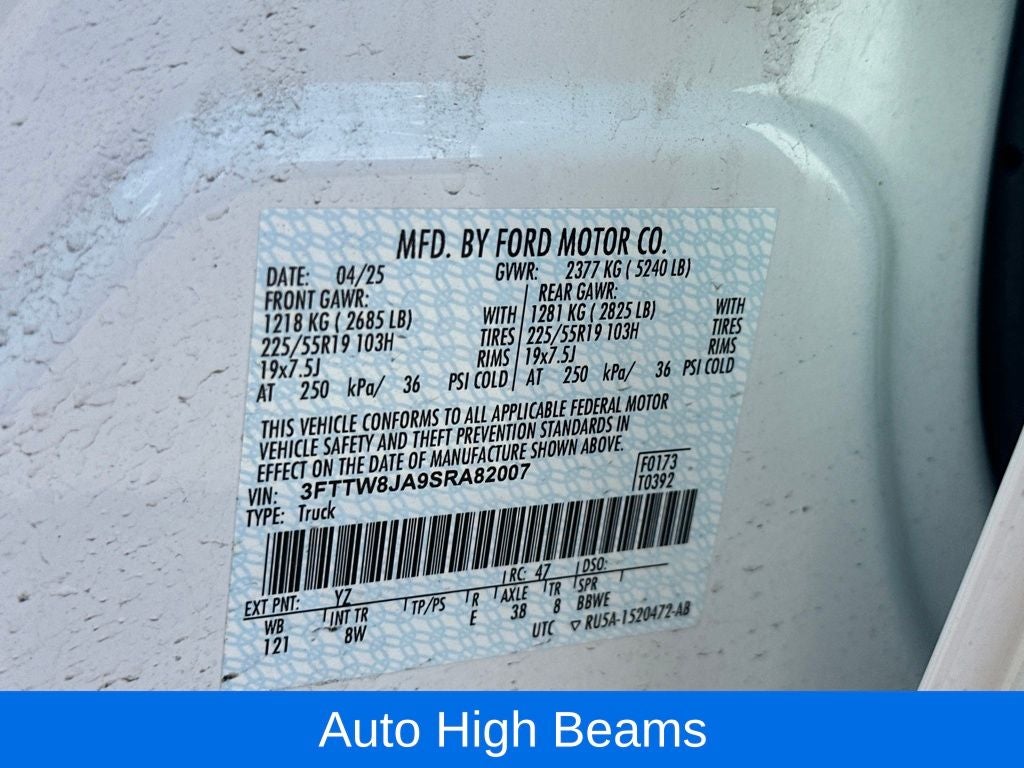 MFD. BY FORD MOTOR CO.
DATE: 04/25 GVWR: 2377 KG ( 5240 LB)
FRONT GAWR: REAR GAWR:
1218 KG ( 2685 LB) WITH 1281 KG ( 2825 LB) WITH
225/55R19 103H TIRES 225/55R19 103H TIRES
19x7.5J RIMS 19x7.5J RIMS
AT 250 kPa/ 36 PSI COLD AT 250 kPa/ 36 PSI COLD
THIS VEHICLE CONFORMS TO ALL APPLICABLE FEDERAL MOTOR
VEHICLE SAFETY AND THEFT PREVENTION STANDARDS IN
EFFECT ON THE DATE OF MANUFACTURE SHOWN ABOVE.
VIN: 3FTTW8JA9SRA82007 F0173
TYPE: Truck T0392
EXT PNT: YZ RC: 47 DSO:
WB INT TR TP/PS R AXLE TR SPR
121 8W E 38 8 BBWE
UTC ▽ RU5A-1520472-AB
Auto High Beams